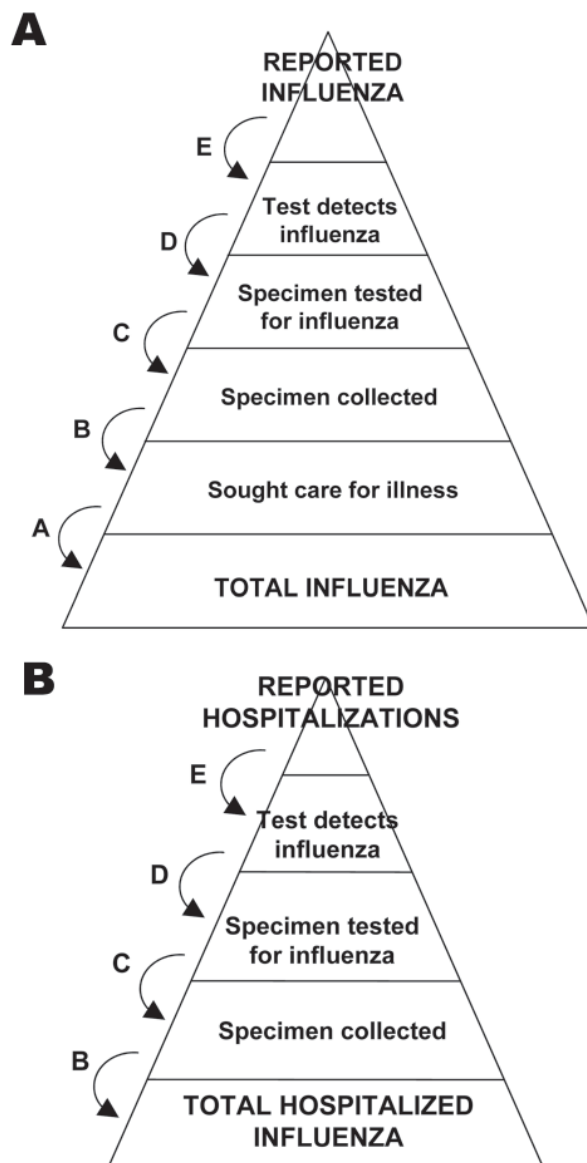 A
REPORTED
INFLUENZA
E
Test detects
influenza
D
Specimen tested
for influenza
C
Specimen collected
B
Sought care for illness
A
TOTAL INFLUENZA
B
REPORTED
HOSPITALIZATIONS
E
Test detects
influenza
D
Specimen tested
for influenza
C
Specimen collected
B
TOTAL HOSPITALIZED
INFLUENZA